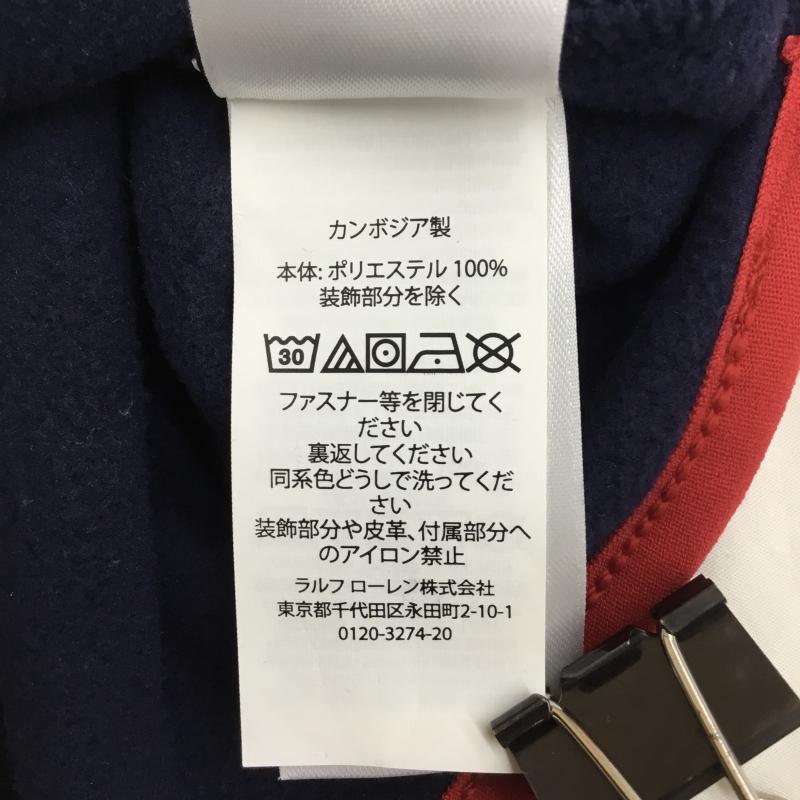 カンボジア製
本体: ポリエステル 100%
装飾部分を除く
30
ファスナー等を閉じてく
ださい
裏返してください
同系色どうしで洗ってくだ
さい
装飾部分や皮革、付属部分へ
のアイロン禁止
ラルフ ローレン株式会社
東京都千代田区永田町2-10-1
0120-3274-20